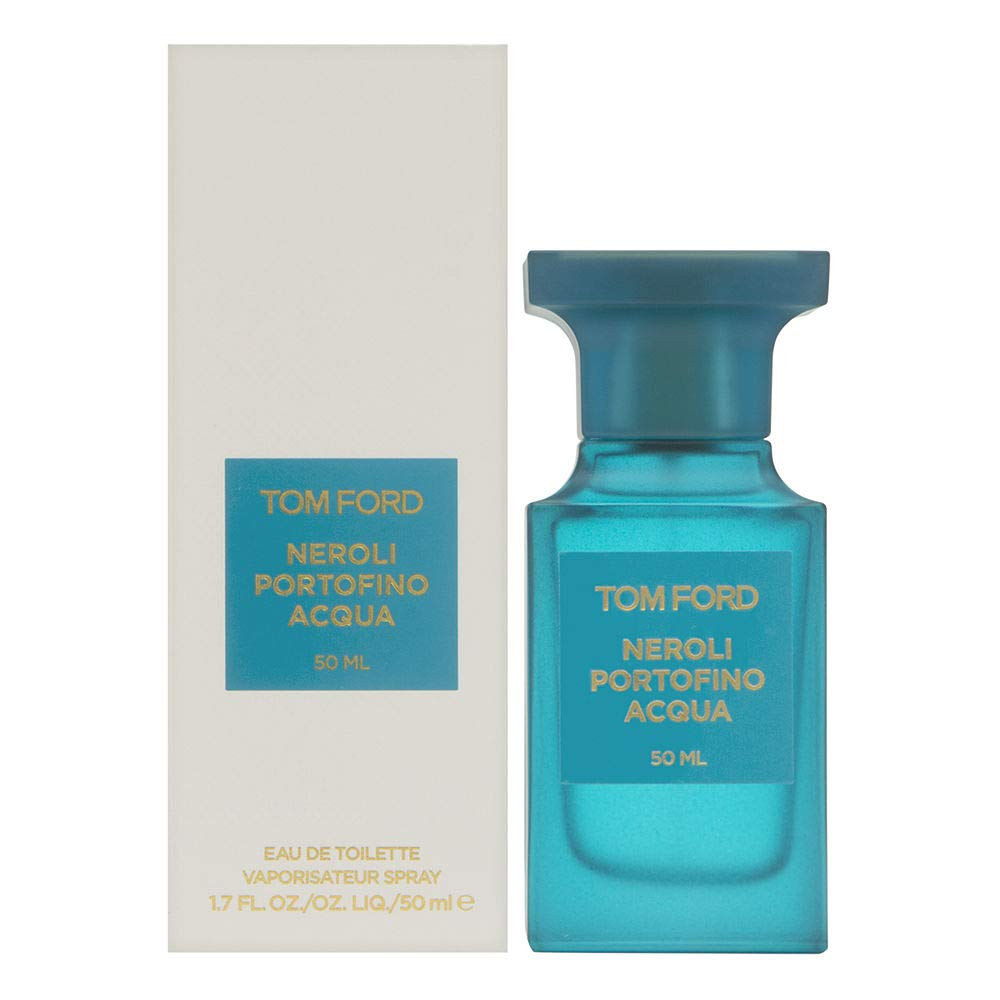 TOM FORD
NEROLI
PORTOFINO
ACQUA
50 ML
EAU DE TOILETTE
VAPORISATEUR SPRAY
1.7 FL. OZ./OZ. LIQ./50 ml ℮
TOM FORD
NEROLI
PORTOFINO
ACQUA
50 ML